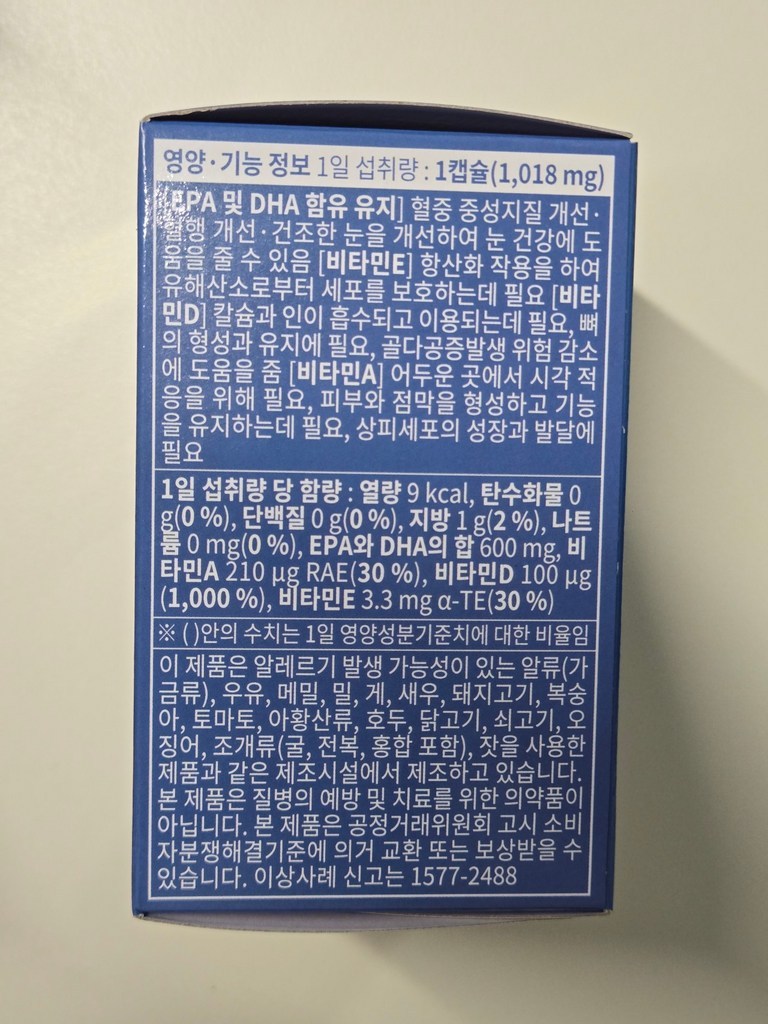 영양·기능 정보 1일 섭취량 : 1캡슐(1,018 mg)
[EPA 및 DHA 함유 유지] 혈중 중성지질 개선·
혈행 개선·건조한 눈을 개선하여 눈 건강에 도
움을 줄 수 있음 [비타민E] 항산화 작용을 하여
유해산소로부터 세포를 보호하는데 필요 [비타
민D] 칼슘과 인이 흡수되고 이용되는데 필요, 뼈
의 형성과 유지에 필요, 골다공증발생 위험 감소
에 도움을 줌 [비타민A] 어두운 곳에서 시각 적
응을 위해 필요, 피부와 점막을 형성하고 기능
을 유지하는데 필요, 상피세포의 성장과 발달에
필요
1일 섭취량 당 함량 : 열량 9 kcal, 탄수화물 0
g(0 %), 단백질 0 g(0 %), 지방 1 g(2 %), 나트
륨 0 mg(0 %), EPA와 DHA의 합 600 mg, 비
타민A 210 µg RAE(30 %), 비타민D 100 µg
(1,000 %), 비타민E 3.3 mg α-TE(30 %)
※ ( )안의 수치는 1일 영양성분기준치에 대한 비율임
이 제품은 알레르기 발생 가능성이 있는 알류(가
금류), 우유, 메밀, 밀, 게, 새우, 돼지고기, 복숭
아, 토마토, 아황산류, 호두, 닭고기, 쇠고기, 오
징어, 조개류(굴, 전복, 홍합 포함), 잣을 사용한
제품과 같은 제조시설에서 제조하고 있습니다.
본 제품은 질병의 예방 및 치료를 위한 의약품이
아닙니다. 본 제품은 공정거래위원회 고시 소비
자분쟁해결기준에 의거 교환 또는 보상받을 수
있습니다. 이상사례 신고는 1577-2488